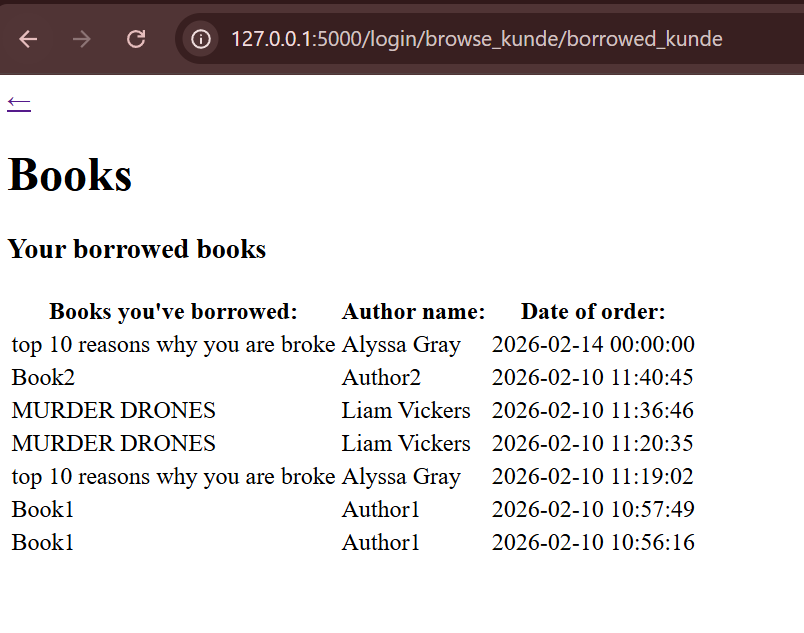 127.0.0.1:5000/login/browse_kunde/borrowed_kunde
←
Books
Your borrowed books
Books you've borrowed: Author name: Date of order:
top 10 reasons why you are broke Alyssa Gray 2026-02-14 00:00:00
Book2 Author2 2026-02-10 11:40:45
MURDER DRONES Liam Vickers 2026-02-10 11:36:46
MURDER DRONES Liam Vickers 2026-02-10 11:20:35
top 10 reasons why you are broke Alyssa Gray 2026-02-10 11:19:02
Book1 Author1 2026-02-10 10:57:49
Book1 Author1 2026-02-10 10:56:16